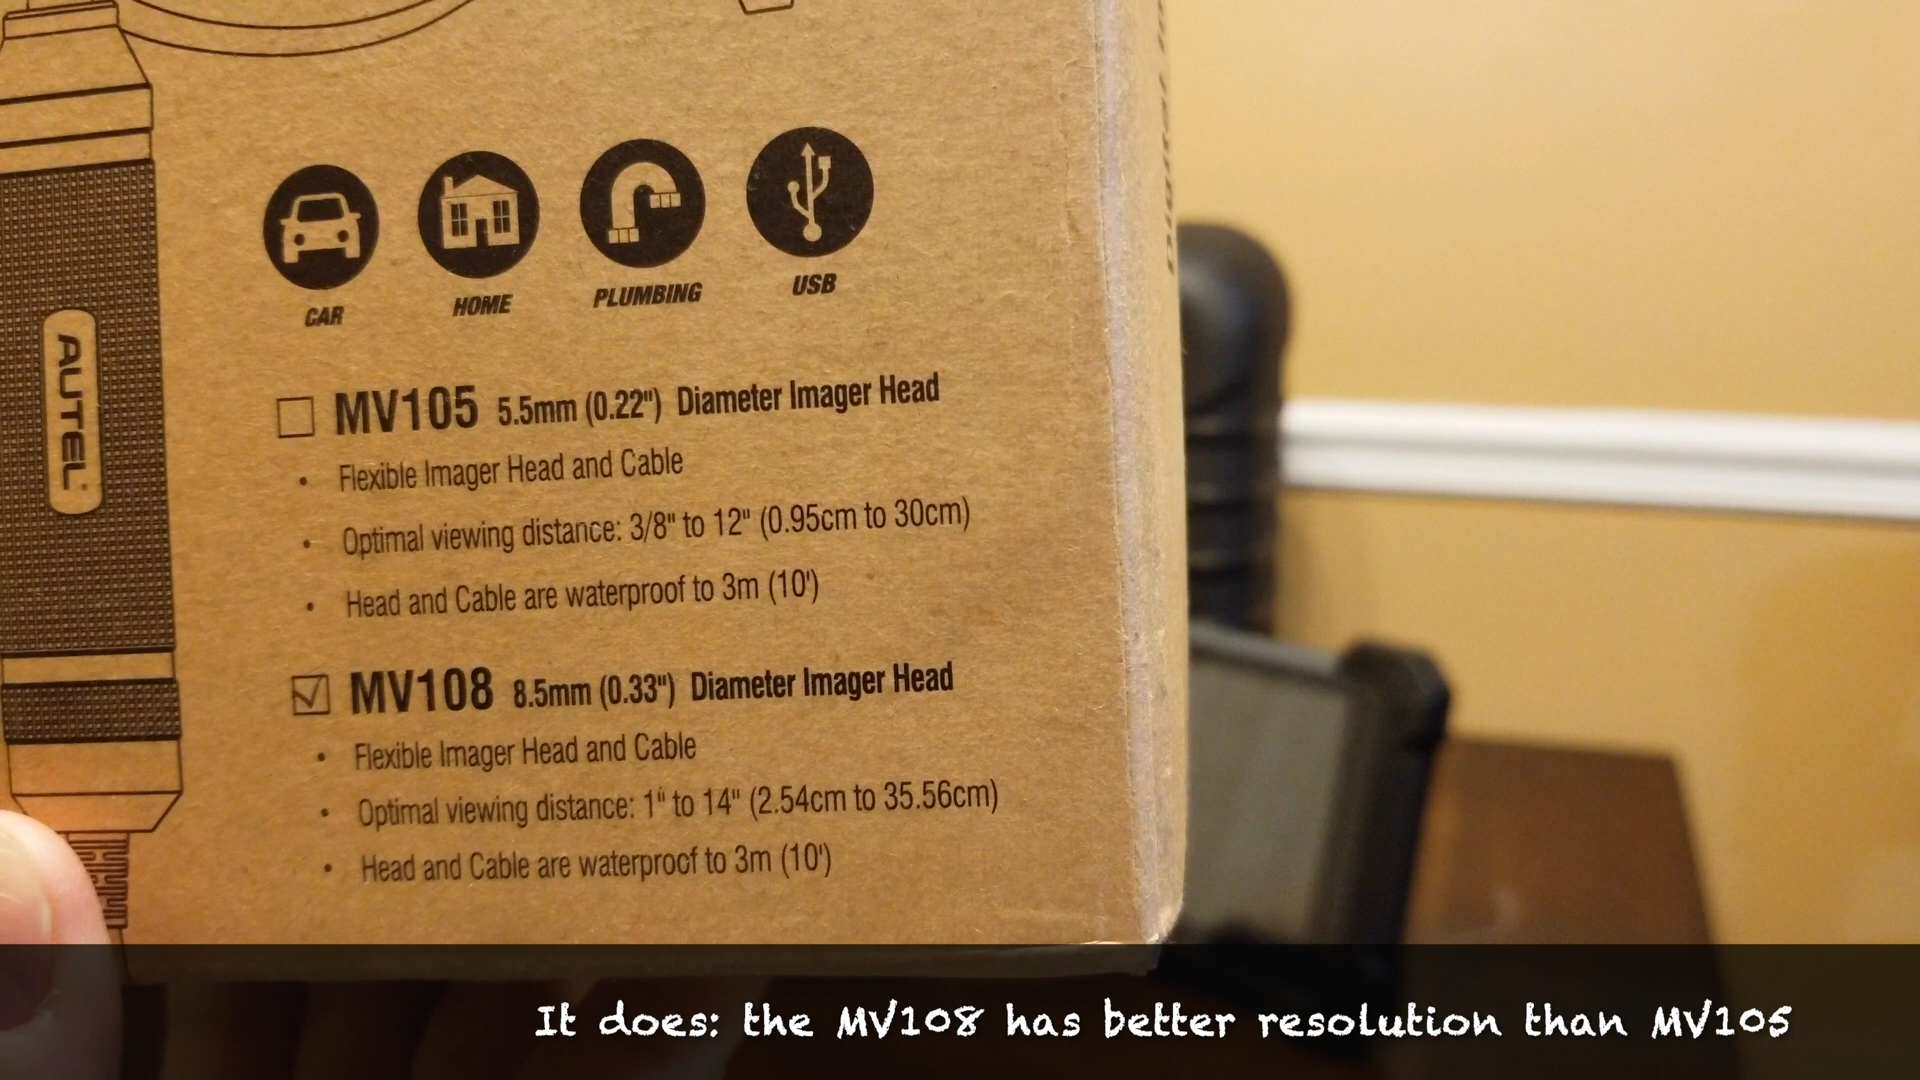 CAR
HOME
PLUMBING
USB
AUTEL
MV105 5.5mm (0.22") Diameter Imager Head
• Flexible Imager Head and Cable
• Optimal viewing distance: 3/8" to 12" (0.95cm to 30cm)
• Head and Cable are waterproof to 3m (10')
MV108 8.5mm (0.33") Diameter Imager Head
• Flexible Imager Head and Cable
• Optimal viewing distance: 1" to 14" (2.54cm to 35.56cm)
• Head and Cable are waterproof to 3m (10')
It does: the MV108 has better resolution than MV105